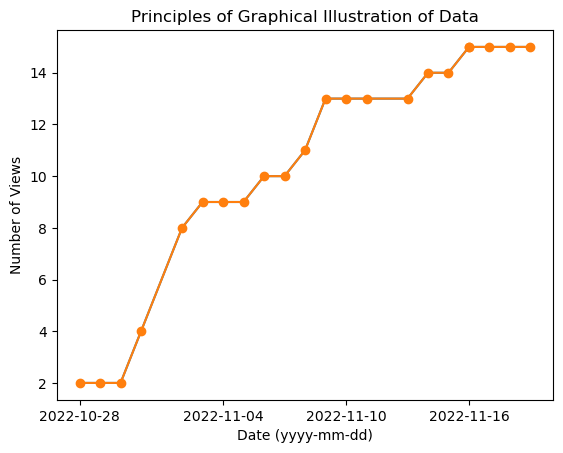 Principles of Graphical Illustration of Data
Number of Views
14
12
10
8
6
4
2
2022-10-28 2022-11-04 2022-11-10 2022-11-16
Date (yyyy-mm-dd)